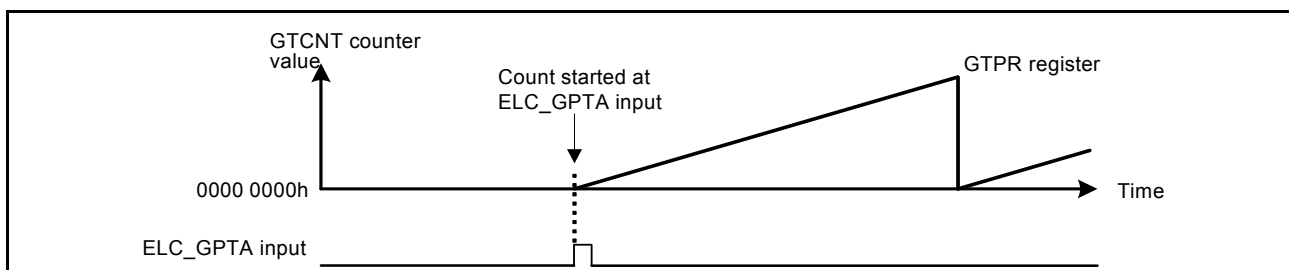 GTCNT counter
value
Count started at
ELC_GPTA input
GTPR register
0000 0000h
Time
ELC_GPTA input